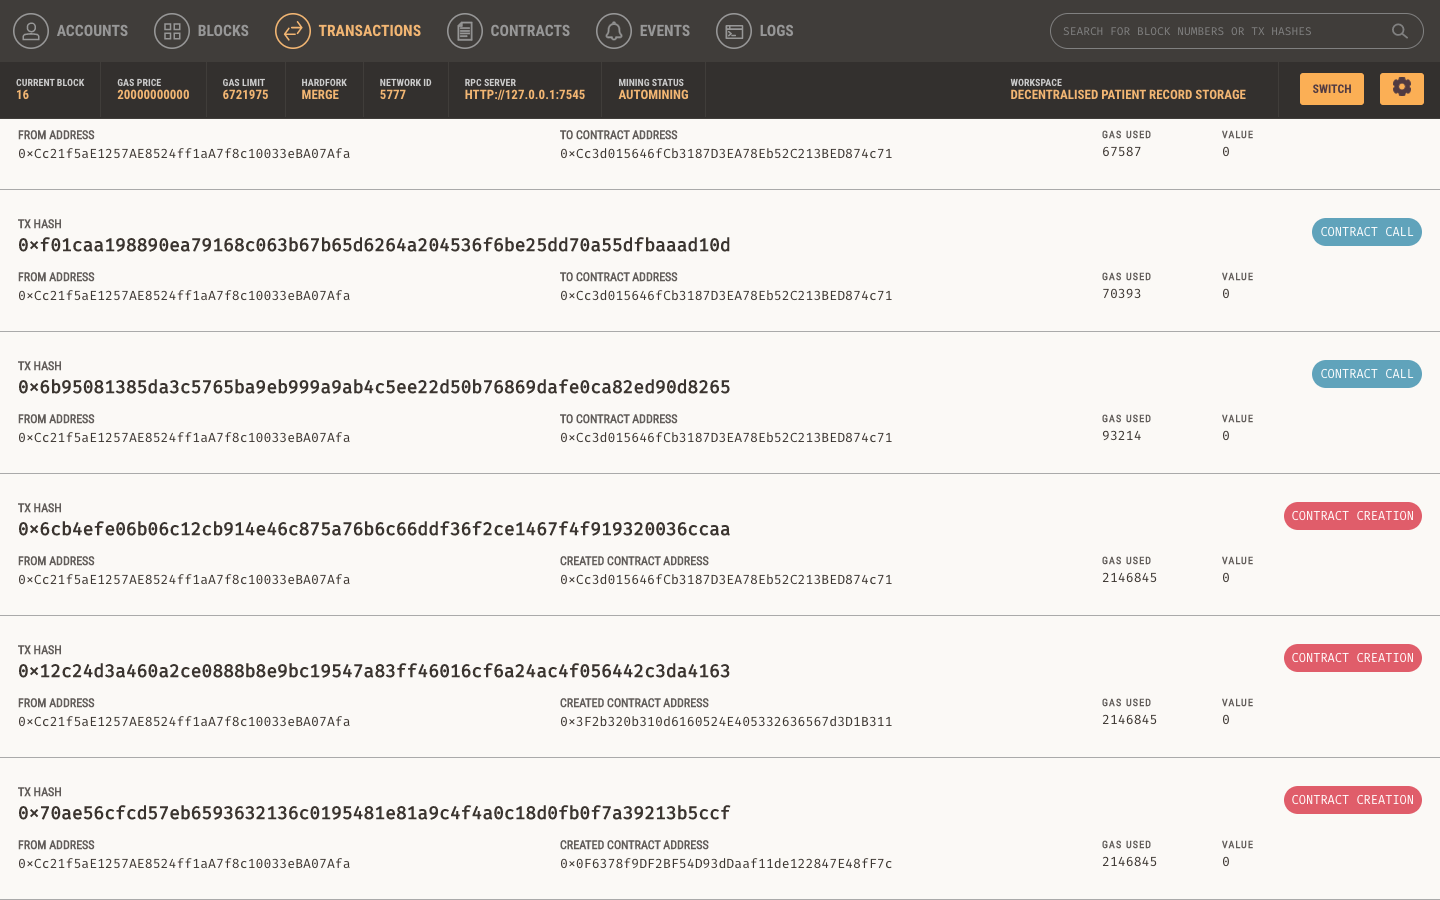 ACCOUNTS BLOCKS TRANSACTIONS CONTRACTS EVENTS LOGS SEARCH FOR BLOCK NUMBERS OR TX HASHES
CURRENT BLOCK GAS PRICE GAS LIMIT HARDFORK NETWORK ID RPC SERVER MINING STATUS WORKSPACE
16 20000000000 6721975 MERGE 5777 HTTP://127.0.0.1:7545 AUTOMINING DECENTRALISED PATIENT RECORD STORAGE SWITCH
FROM ADDRESS TO CONTRACT ADDRESS GAS USED VALUE
0×Cc21f5aE1257AE8524ff1aA7f8c10033eBA07Afa 0×Cc3d015646fCb3187D3EA78Eb52C213BED874c71 67587 0
TX HASH
0×f01caa198890ea79168c063b67b65d6264a204536f6be25dd70a55dfbaaad10d CONTRACT CALL
FROM ADDRESS TO CONTRACT ADDRESS GAS USED VALUE
0×Cc21f5aE1257AE8524ff1aA7f8c10033eBA07Afa 0×Cc3d015646fCb3187D3EA78Eb52C213BED874c71 70393 0
TX HASH
0×6b95081385da3c5765ba9eb999a9ab4c5ee22d50b76869dafe0ca82ed90d8265 CONTRACT CALL
FROM ADDRESS TO CONTRACT ADDRESS GAS USED VALUE
0×Cc21f5aE1257AE8524ff1aA7f8c10033eBA07Afa 0×Cc3d015646fCb3187D3EA78Eb52C213BED874c71 93214 0
TX HASH
0×6cb4efe06b06c12cb914e46c875a76b6c66ddf36f2ce1467f4f919320036ccaa CONTRACT CREATION
FROM ADDRESS CREATED CONTRACT ADDRESS GAS USED VALUE
0×Cc21f5aE1257AE8524ff1aA7f8c10033eBA07Afa 0×Cc3d015646fCb3187D3EA78Eb52C213BED874c71 2146845 0
TX HASH
0×12c24d3a460a2ce0888b8e9bc19547a83ff46016cf6a24ac4f056442c3da4163 CONTRACT CREATION
FROM ADDRESS CREATED CONTRACT ADDRESS GAS USED VALUE
0×Cc21f5aE1257AE8524ff1aA7f8c10033eBA07Afa 0×3F2b320b310d6160524E405332636567d3D1B311 2146845 0
TX HASH
0×70ae56cfcd57eb6593632136c0195481e81a9c4f4a0c18d0fb0f7a39213b5ccf CONTRACT CREATION
FROM ADDRESS CREATED CONTRACT ADDRESS GAS USED VALUE
0×Cc21f5aE1257AE8524ff1aA7f8c10033eBA07Afa 0×0F6378f9DF2BF54D93dDaaf11de122847E48fF7c 2146845 0